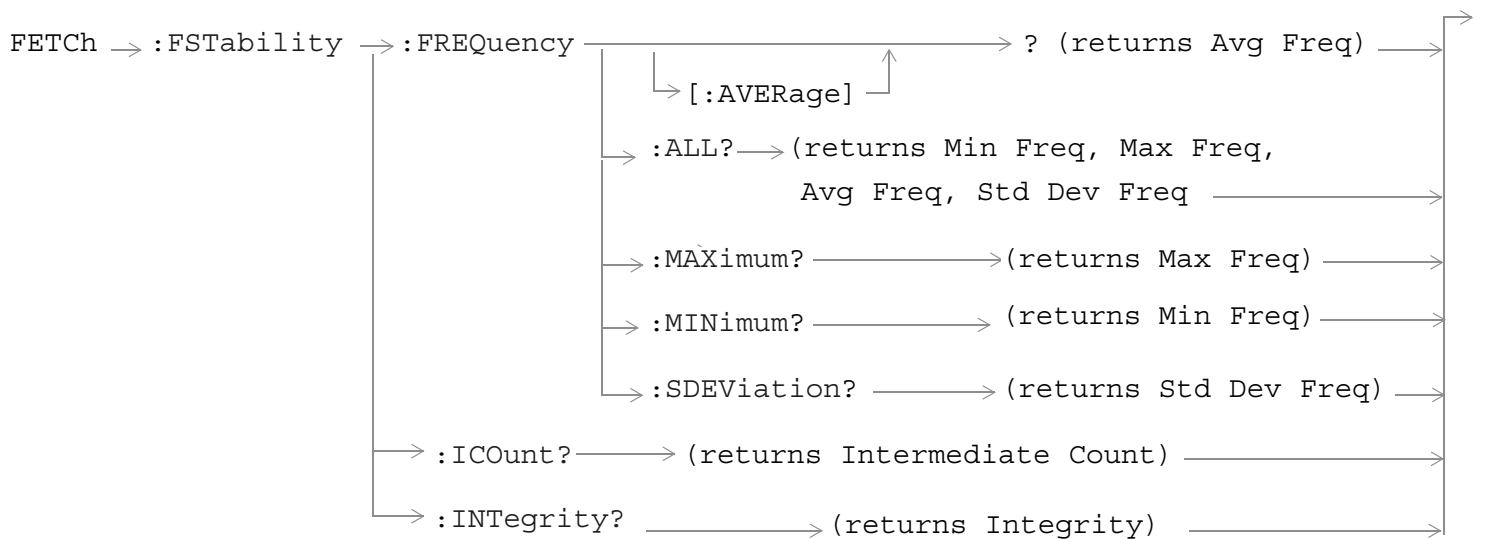 FETCh :FSTability :FREQuency ? (returns Avg Freq)
[:AVERage]
:ALL? (returns Min Freq, Max Freq,
Avg Freq, Std Dev Freq
:MAXimum? (returns Max Freq)
:MINimum? (returns Min Freq)
:SDEViation? (returns Std Dev Freq)
:ICOunt? (returns Intermediate Count)
:INTegrity? (returns Integrity)